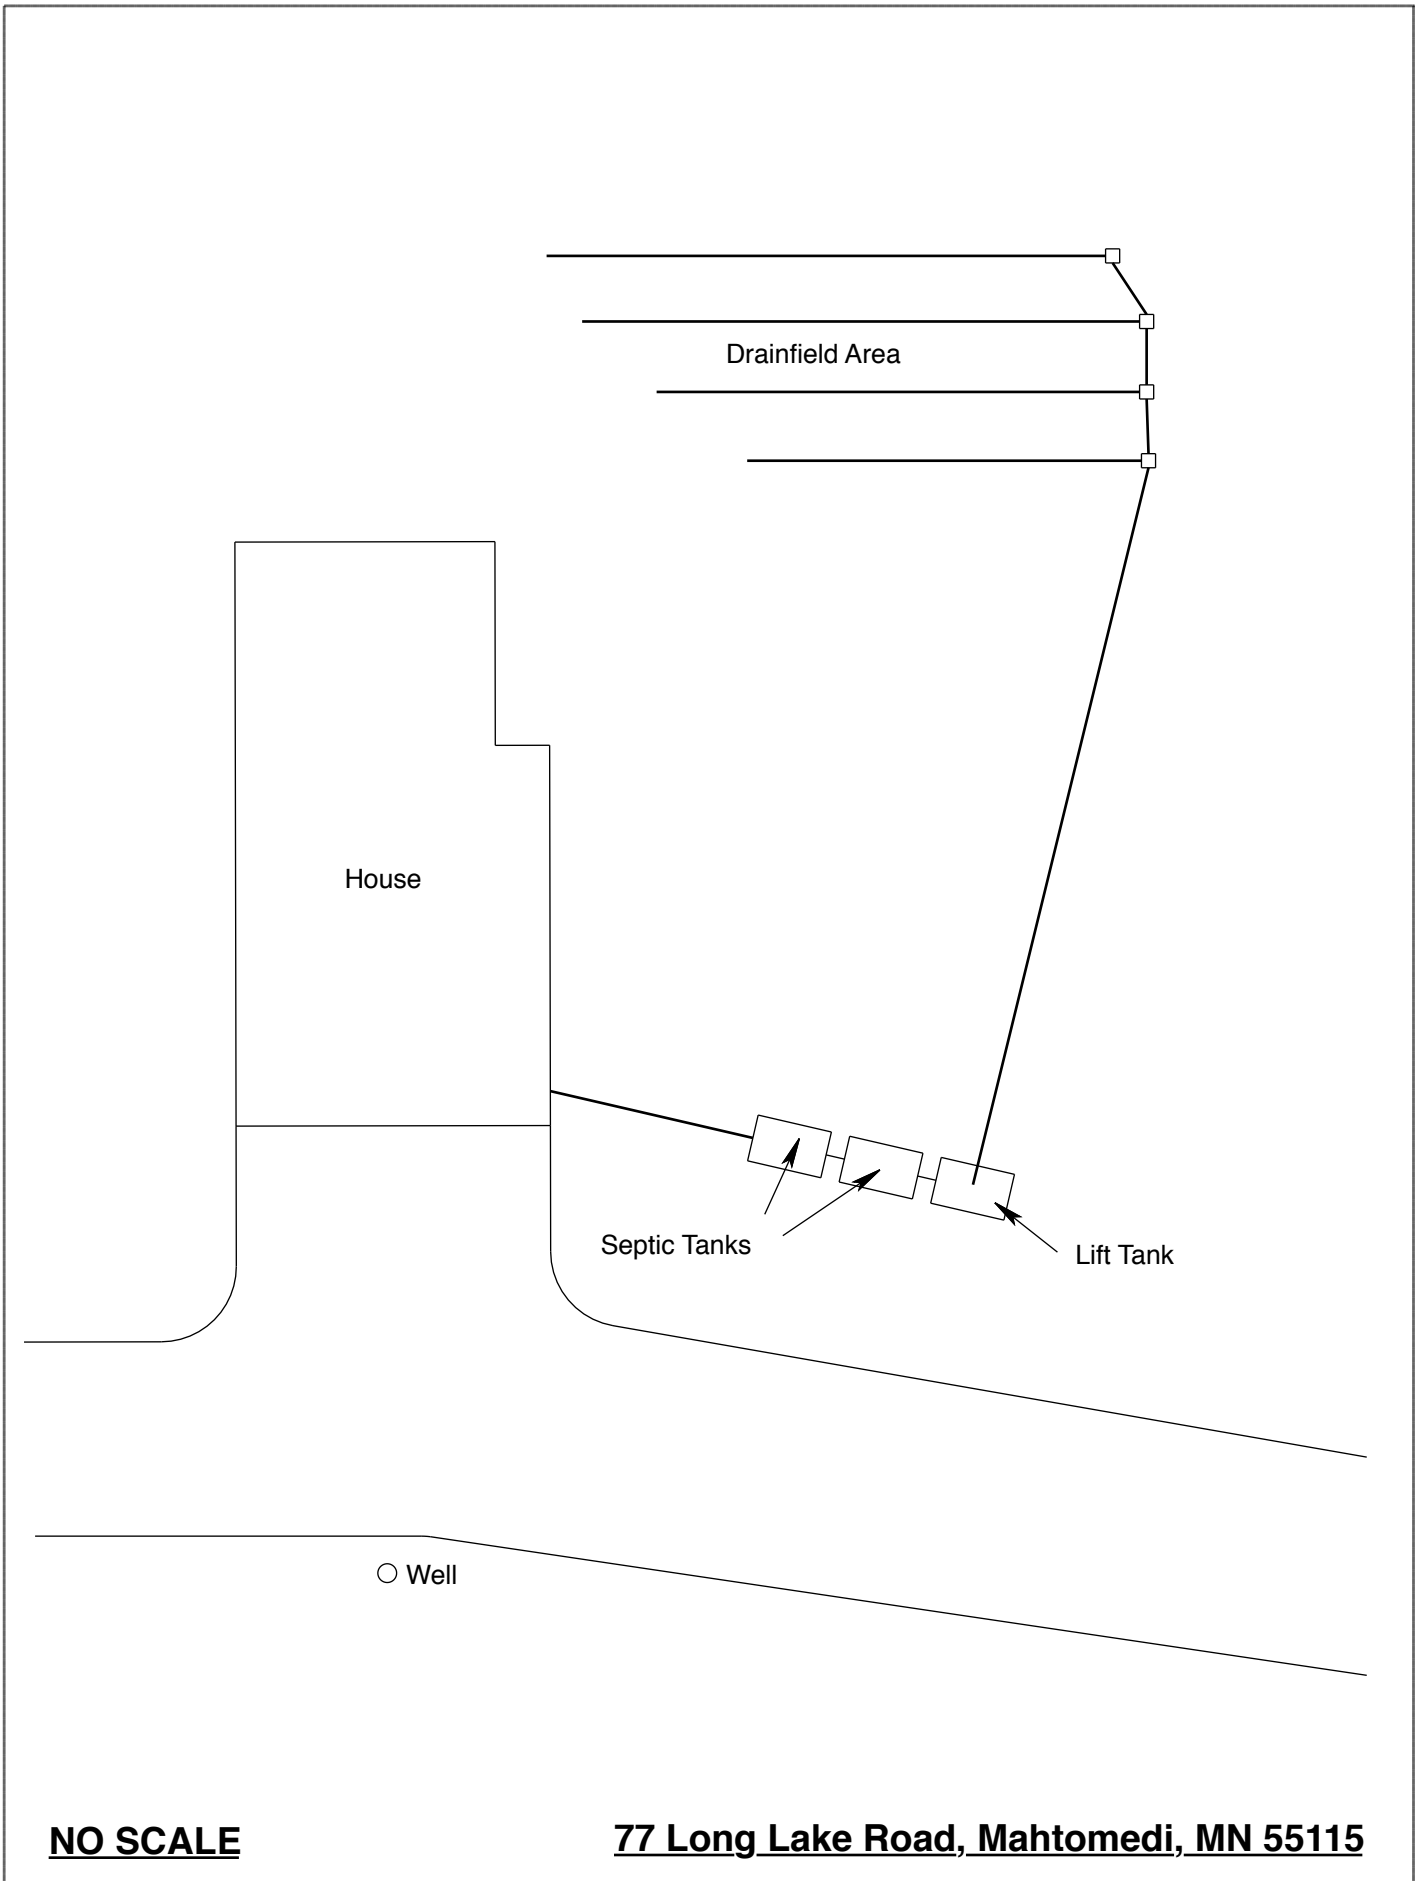 Drainfield Area
House
Septic Tanks
Lift Tank
Well
NO SCALE
77 Long Lake Road, Mahtomedi, MN 55115